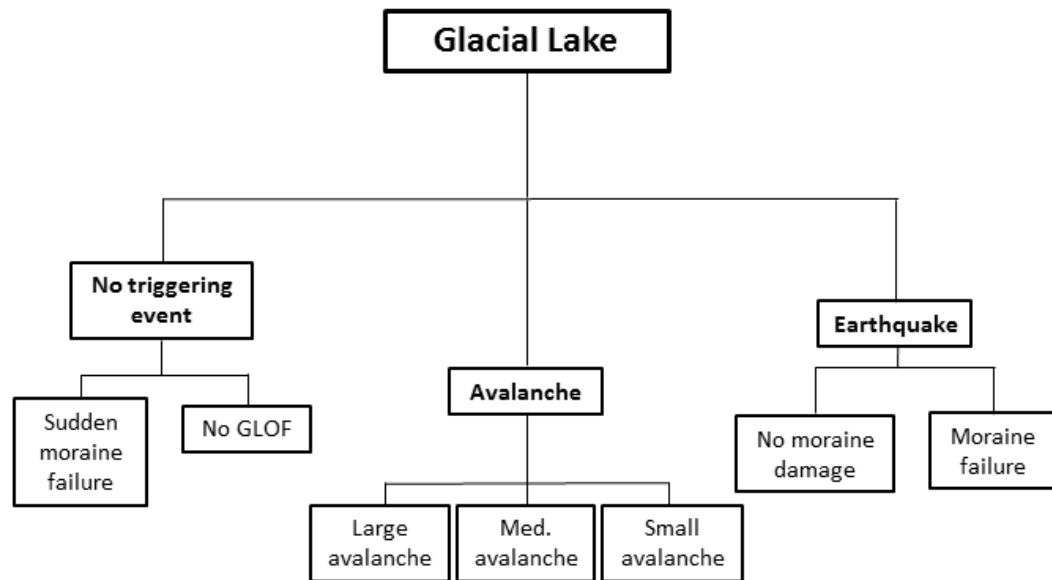 Glacial Lake
No triggering
event
Earthquake
Avalanche
Sudden
moraine
failure
No GLOF
No moraine
damage
Moraine
failure
Large
avalanche
Med.
avalanche
Small
avalanche